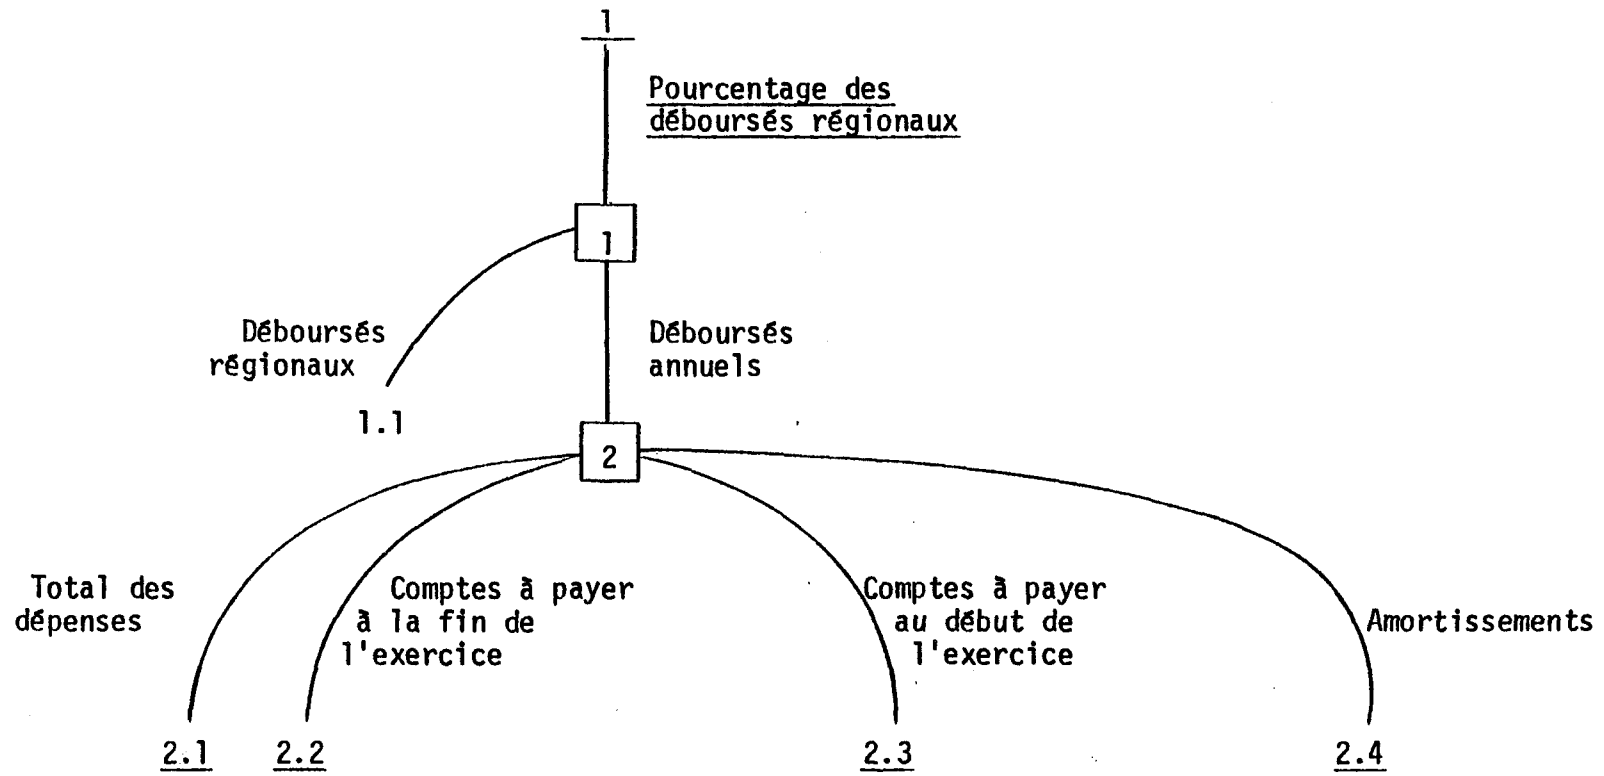 1
Pourcentage des
déboursés régionaux
1
Déboursés
régionaux
Déboursés
annuels
1.1
2
Total des
dépenses
Comptes à payer
à la fin de
l'exercice
Comptes à payer
au début de
l'exercice
Amortissements
2.1
2.2
2.3
2.4